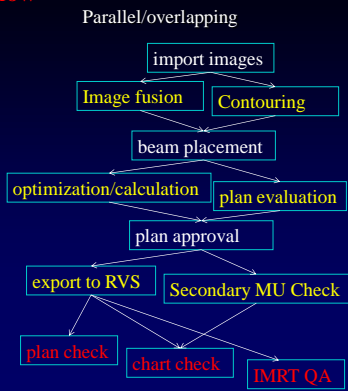 Parallel/overlapping
import images
Image fusion
Contouring
beam placement
optimization/calculation
plan evaluation
plan approval
export to RVS
Secondary MU Check
plan check
chart check
IMRT QA